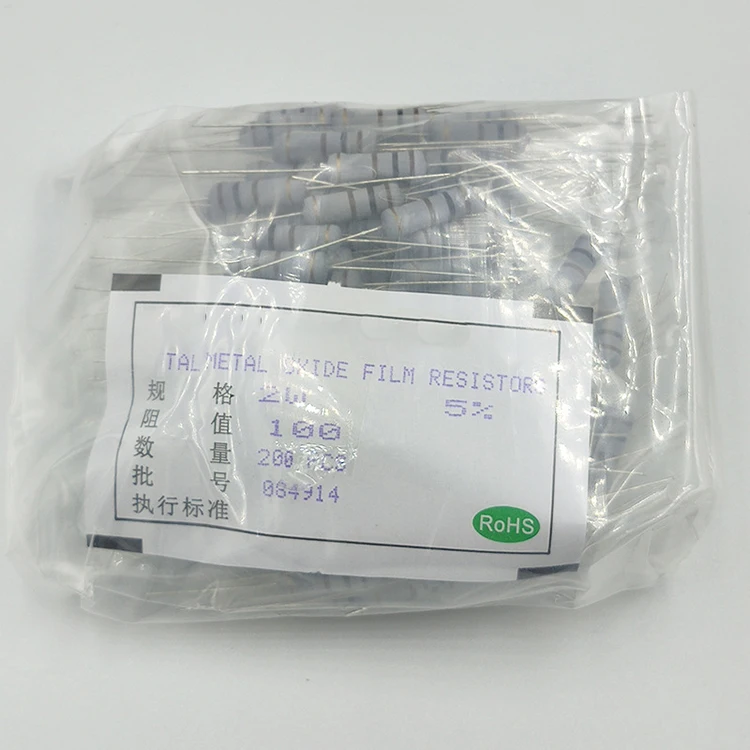 TAL METAL OXIDE FILM RESISTORS
规 格 5%
阻 值 100
数 量 200 PCS
批 号 084914
执行标准
RoHS